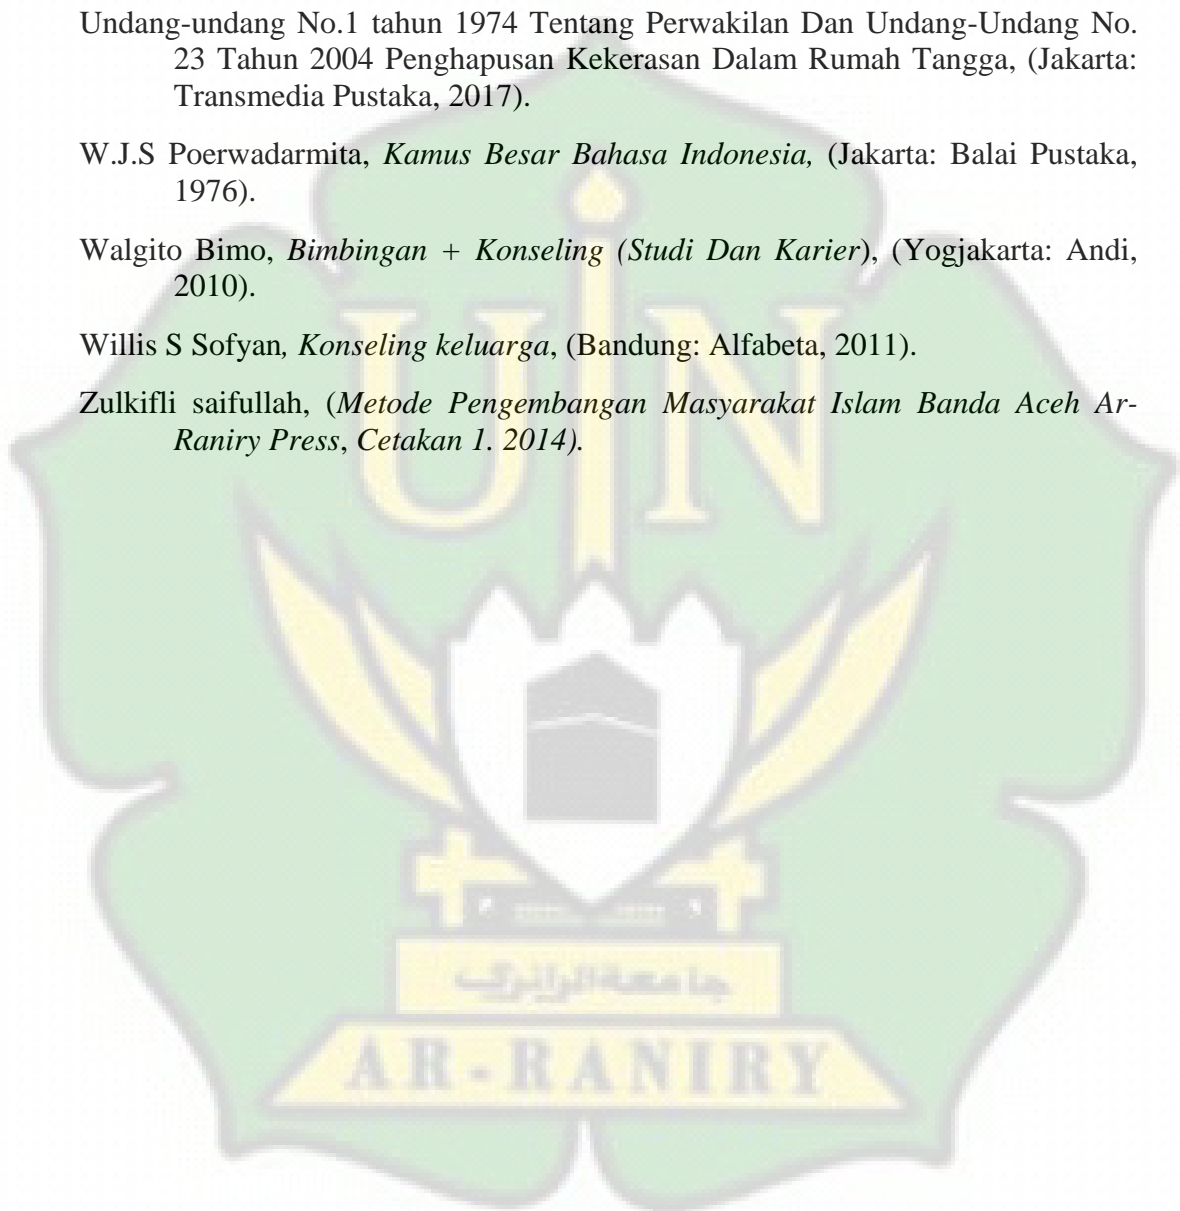 Undang-undang No.1 tahun 1974 Tentang Perwakilan Dan Undang-Undang No.
23 Tahun 2004 Penghapusan Kekerasan Dalam Rumah Tangga, (Jakarta:
Transmedia Pustaka, 2017).
W.J.S Poerwadarmita, Kamus Besar Bahasa Indonesia, (Jakarta: Balai Pustaka,
1976).
Walgito Bimo, Bimbingan + Konseling (Studi Dan Karier), (Yogjakarta: Andi,
2010).
Willis S Sofyan, Konseling keluarga, (Bandung: Alfabeta, 2011).
Zulkifli saifullah, (Metode Pengembangan Masyarakat Islam Banda Aceh Ar-
Raniry Press, Cetakan 1. 2014).
UIN
جامعة الرانري
AR-RANIRY